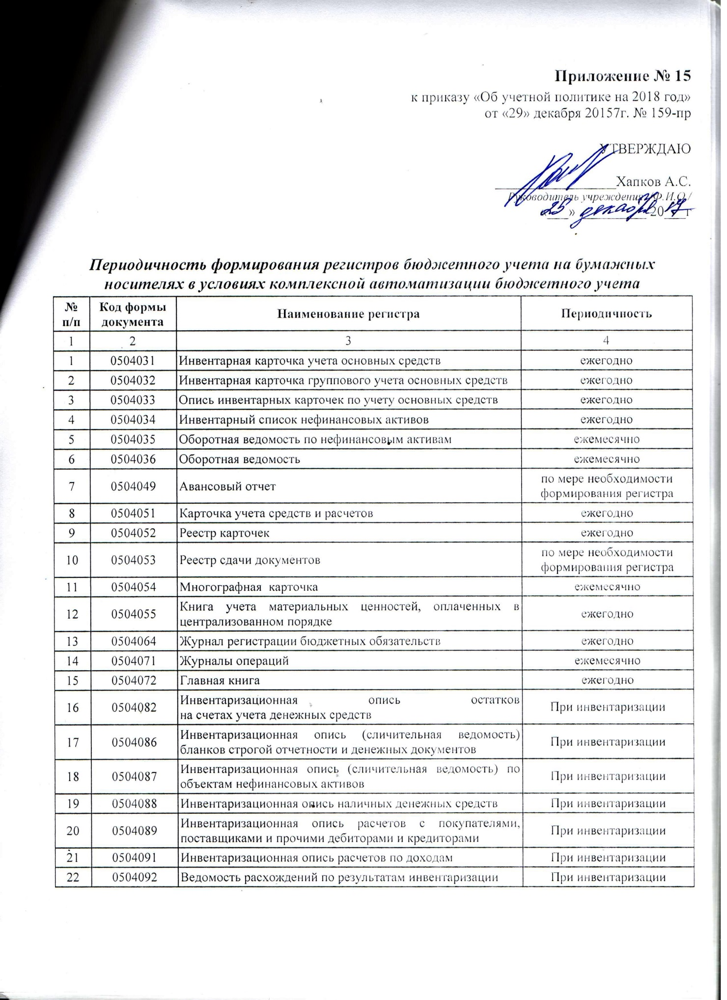 Приложение № 15
к приказу «Об учетной политике на 2018 год»
от «29» декабря 20157г. № 159-пр
УТВЕРЖДАЮ
Хапков А.С.
Руководитель учреждения /Ф.И.О./
«25» декабря 2017г
Периодичность формирования регистров бюджетного учета на бумажных
носителях в условиях комплексной автоматизации бюджетного учета
№ п/п Код формы документа Наименование регистра Периодичность
1 2 3 4
1 0504031 Инвентарная карточка учета основных средств ежегодно
2 0504032 Инвентарная карточка группового учета основных средств ежегодно
3 0504033 Опись инвентарных карточек по учету основных средств ежегодно
4 0504034 Инвентарный список нефинансовых активов ежегодно
5 0504035 Оборотная ведомость по нефинансовым активам ежемесячно
6 0504036 Оборотная ведомость ежемесячно
7 0504049 Авансовый отчет по мере необходимости
формирования регистра
8 0504051 Карточка учета средств и расчетов ежегодно
9 0504052 Реестр карточек ежегодно
10 0504053 Реестр сдачи документов по мере необходимости
формирования регистра
11 0504054 Многографная карточка ежемесячно
12 0504055 Книга учета материальных ценностей, оплаченных в
централизованном порядке ежегодно
13 0504064 Журнал регистрации бюджетных обязательств ежегодно
14 0504071 Журналы операций ежемесячно
15 0504072 Главная книга ежегодно
16 0504082 Инвентаризационная опись остатков
на счетах учета денежных средств При инвентаризации
17 0504086 Инвентаризационная опись (сличительная ведомость)
бланков строгой отчетности и денежных документов При инвентаризации
18 0504087 Инвентаризационная опись (сличительная ведомость) по
объектам нефинансовых активов При инвентаризации
19 0504088 Инвентаризационная опись наличных денежных средств При инвентаризации
20 0504089 Инвентаризационная опись расчетов с покупателями,
поставщиками и прочими дебиторами и кредиторами При инвентаризации
21 0504091 Инвентаризационная опись расчетов по доходам При инвентаризации
22 0504092 Ведомость расхождений по результатам инвентаризации При инвентаризации